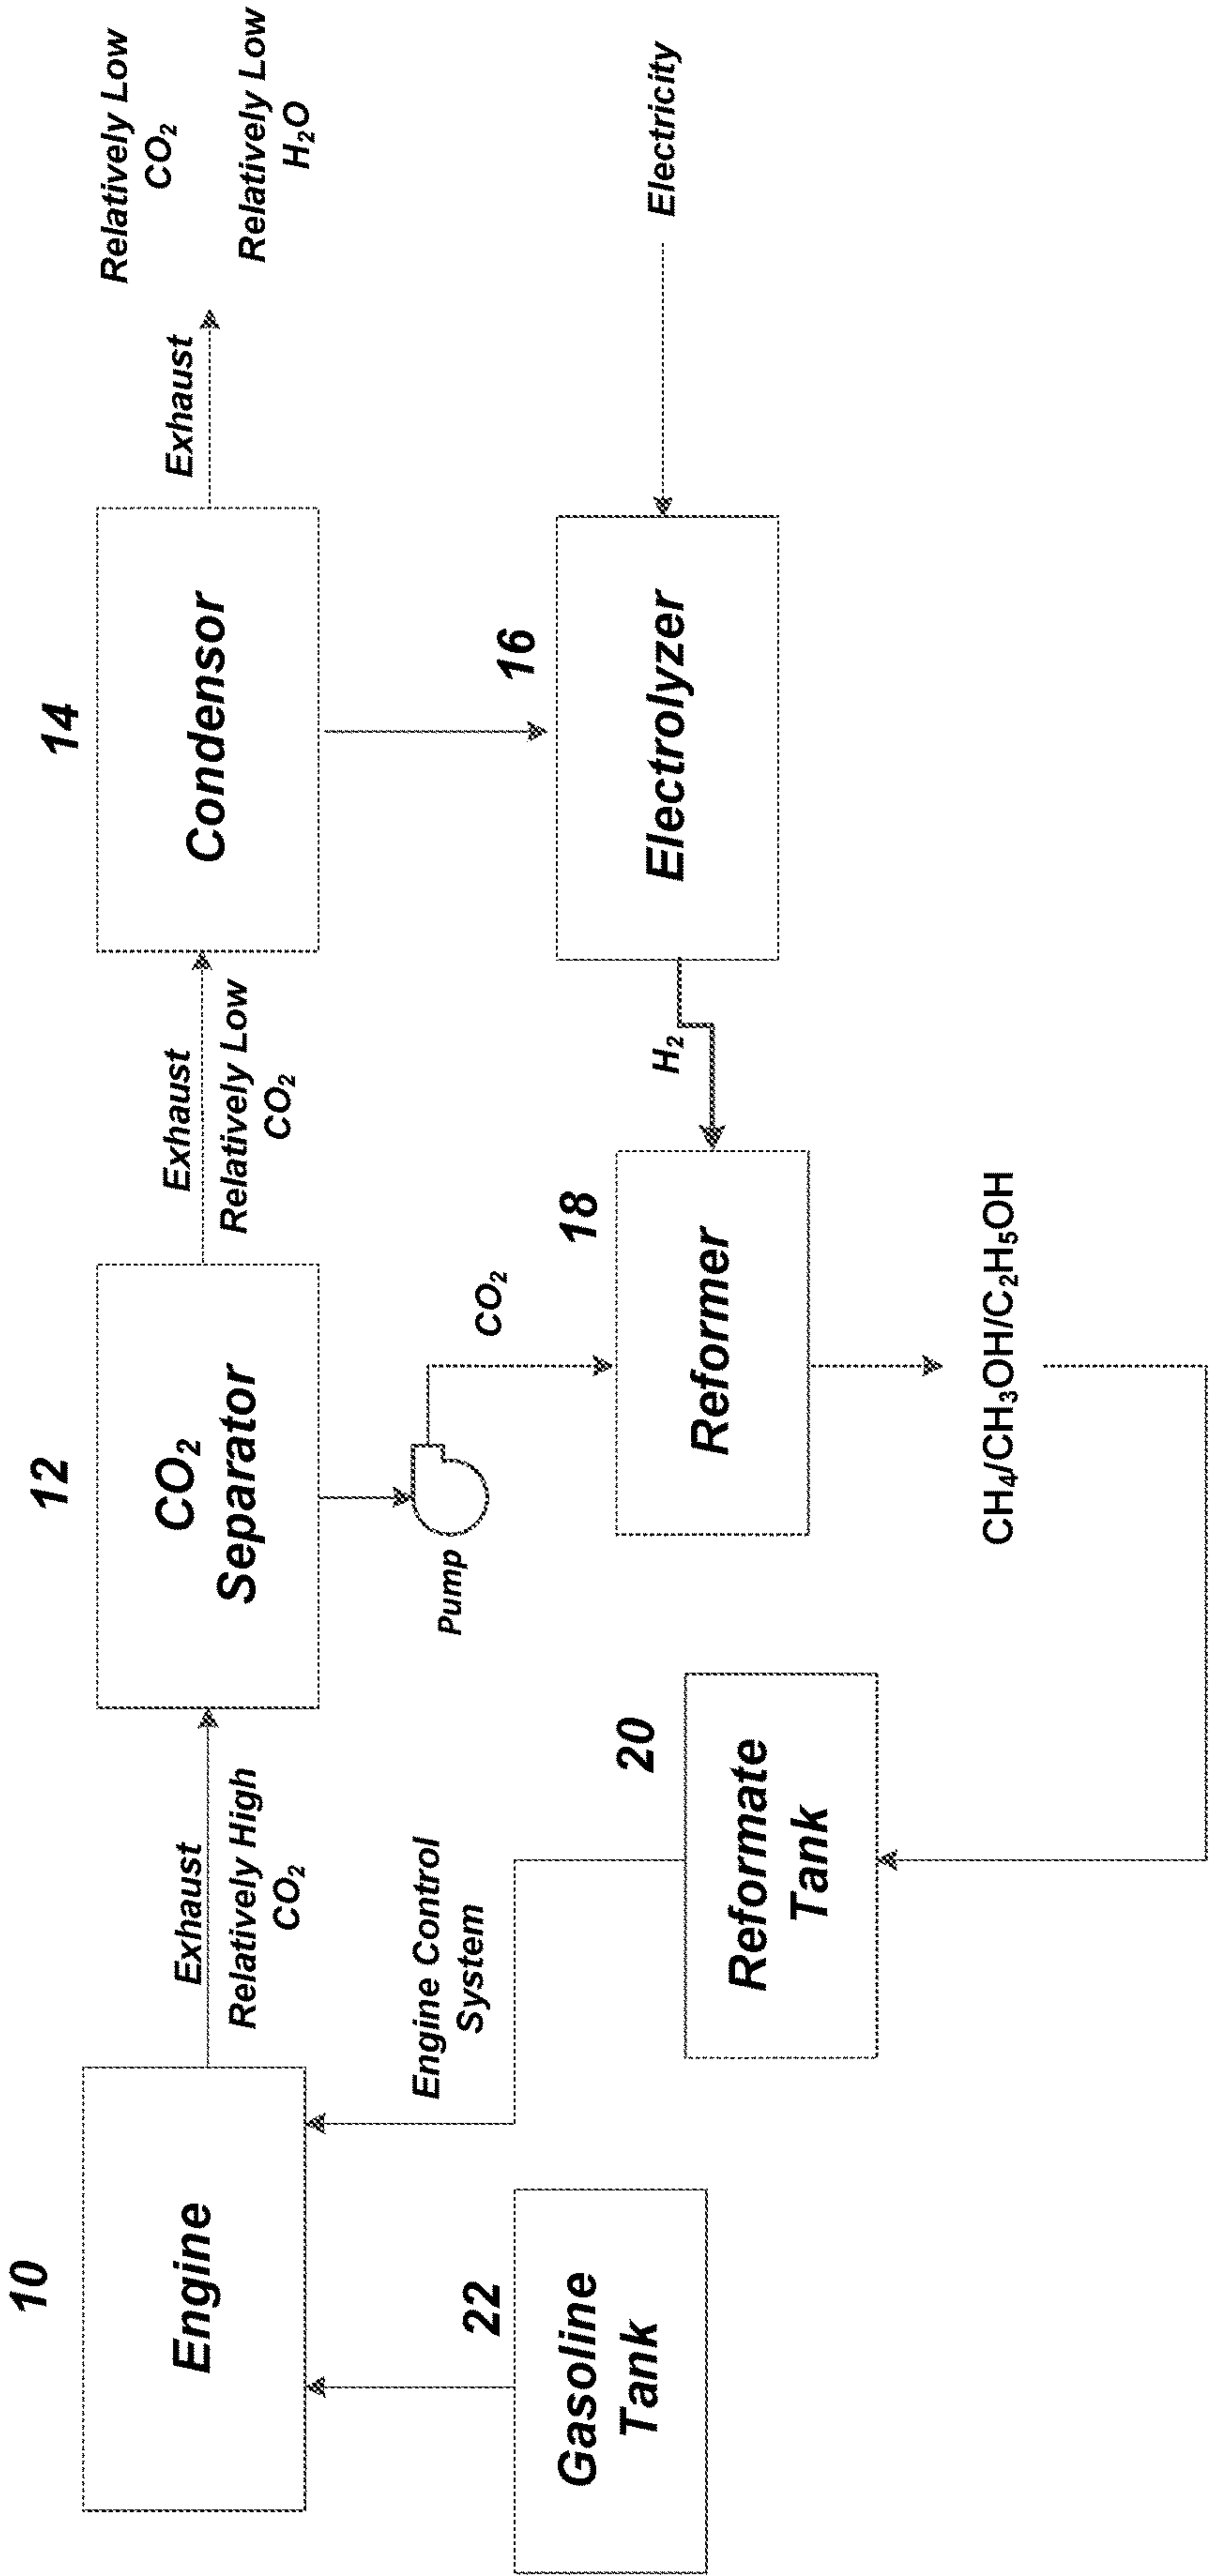 10
Engine
Exhaust
Relatively High
CO₂
12
CO₂
Separator
Exhaust
Relatively Low
CO₂
14
Condensor
Exhaust
Relatively Low
CO₂
Relatively Low
H₂O
Engine Control
System
Pump
CO₂
22
Gasoline
Tank
20
Reformate
Tank
18
Reformer
H₂
16
Electrolyzer
Electricity
CH₄/CH₃OH/C₂H₅OH